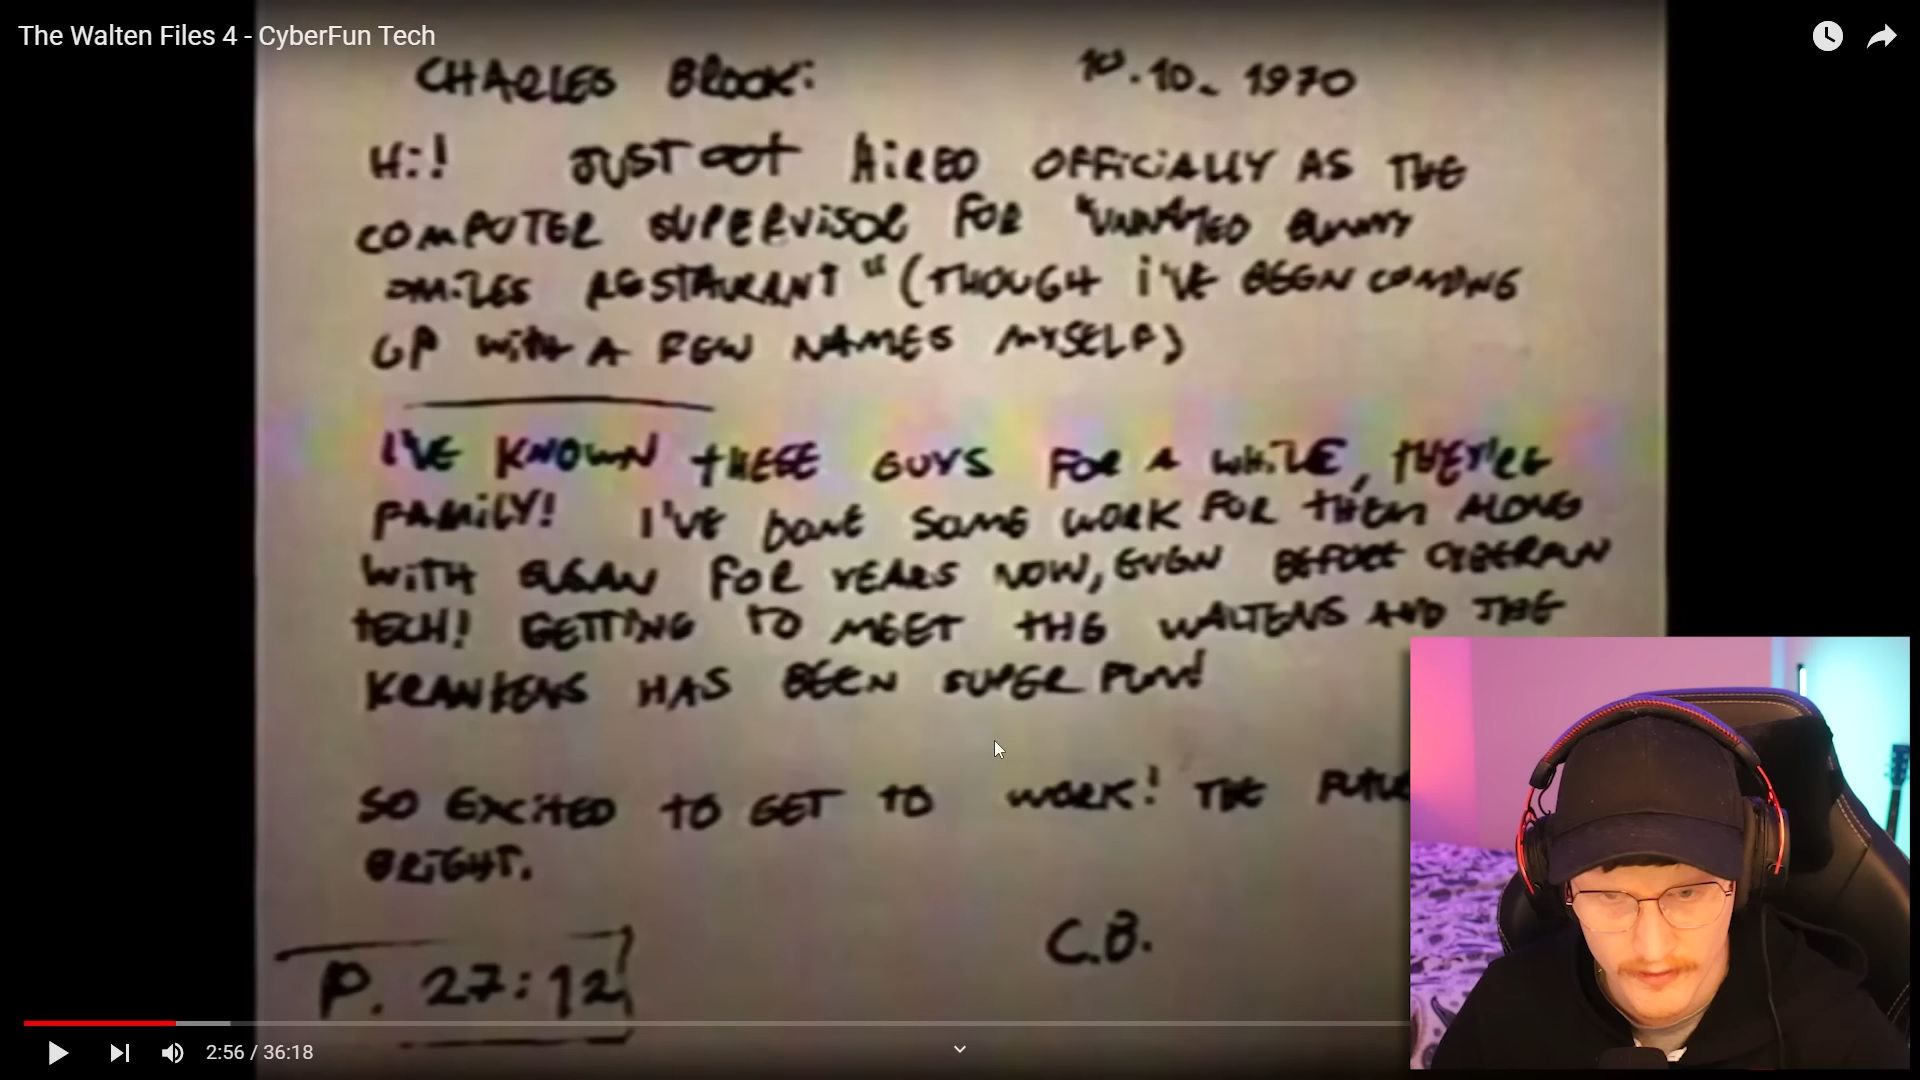 The Walten Files 4 - CyberFun Tech
CHARLES BROOK:
10.10. 1970
Hi! JUST HIRED OFFICIALLY AS THE
COMPUTER SUPERVISOR FOR "UNNAMED BUNNY
SMILES RESTAURANT" (THOUGH I'VE BEEN COMING
UP WITH A FEW NAMES MYSELF)
I'VE KNOWN THESE GUYS FOR A WHILE, THEY'RE
FAMILY! I'VE DONE SOME WORK FOR THEM ALONG
WITH SUSAN FOR YEARS NOW, EVEN BEFORE CYBERFUN
TECH! GETTING TO MEET THE WALTENS AND THE
KRANKENS HAS BEEN SUPER FUN!
SO EXCITED TO GET TO WORK! THE FUTU
BRIGHT.
C.B.
P. 27:12
2:56 / 36:18